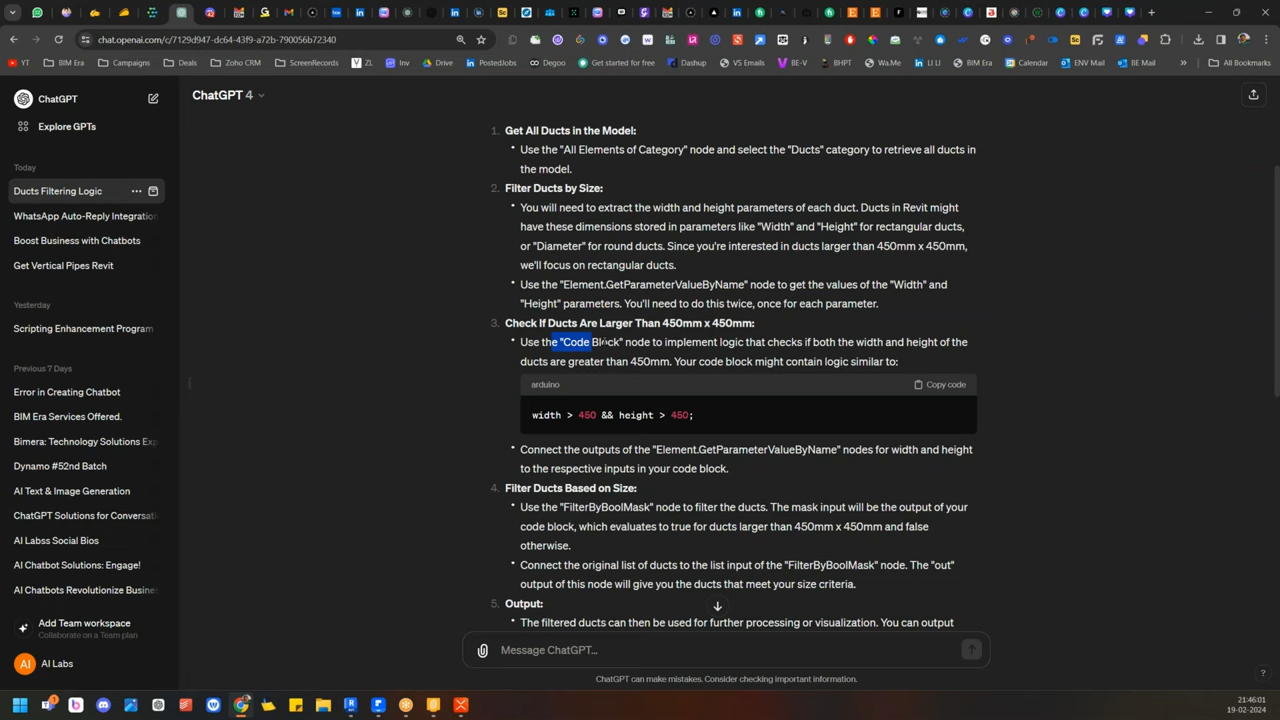 chat.openai.com/c/7129d947-dc64-43f9-a72b-790056b72340
YT
BIM Era
Campaigns
Deals
Zoho CRM
ScreenRecords
ZL
Inv
Drive
PostedJobs
Degoo
Get started for free
Dashup
VS Emails
BE-V
BHPT
Wa.Me
LI LI
BIM Era
Calendar
ENV Mail
BE Mail
All Bookmarks
ChatGPT
Explore GPTs
Today
Ducts Filtering Logic
WhatsApp Auto-Reply Integration
Boost Business with Chatbots
Get Vertical Pipes Revit
Yesterday
Scripting Enhancement Program
Previous 7 Days
Error in Creating Chatbot
BIM Era Services Offered.
Bimera: Technology Solutions Exp
Dynamo #52nd Batch
AI Text & Image Generation
ChatGPT Solutions for Conversati
AI Labss Social Bios
AI Chatbot Solutions: Engage!
AI Chatbots Revolutionize Busine
Add Team workspace
Collaborate on a Team plan
AI Labs
ChatGPT 4
1. Get All Ducts in the Model:
• Use the "All Elements of Category" node and select the "Ducts" category to retrieve all ducts in
the model.
2. Filter Ducts by Size:
• You will need to extract the width and height parameters of each duct. Ducts in Revit might
have these dimensions stored in parameters like "Width" and "Height" for rectangular ducts,
or "Diameter" for round ducts. Since you're interested in ducts larger than 450mm x 450mm,
we'll focus on rectangular ducts.
• Use the "Element.GetParameterValueByName" node to get the values of the "Width" and
"Height" parameters. You'll need to do this twice, once for each parameter.
3. Check If Ducts Are Larger Than 450mm x 450mm:
• Use the "Code Block" node to implement logic that checks if both the width and height of the
ducts are greater than 450mm. Your code block might contain logic similar to:
arduino
Copy code
width > 450 && height > 450;
• Connect the outputs of the "Element.GetParameterValueByName" nodes for width and height
to the respective inputs in your code block.
4. Filter Ducts Based on Size:
• Use the "FilterByBoolMask" node to filter the ducts. The mask input will be the output of your
code block, which evaluates to true for ducts larger than 450mm x 450mm and false
otherwise.
• Connect the original list of ducts to the list input of the "FilterByBoolMask" node. The "out"
output of this node will give you the ducts that meet your size criteria.
5. Output:
• The filtered ducts can then be used for further processing or visualization. You can output
Message ChatGPT...
ChatGPT can make mistakes. Consider checking important information.
?
21:46:01
19-02-2024